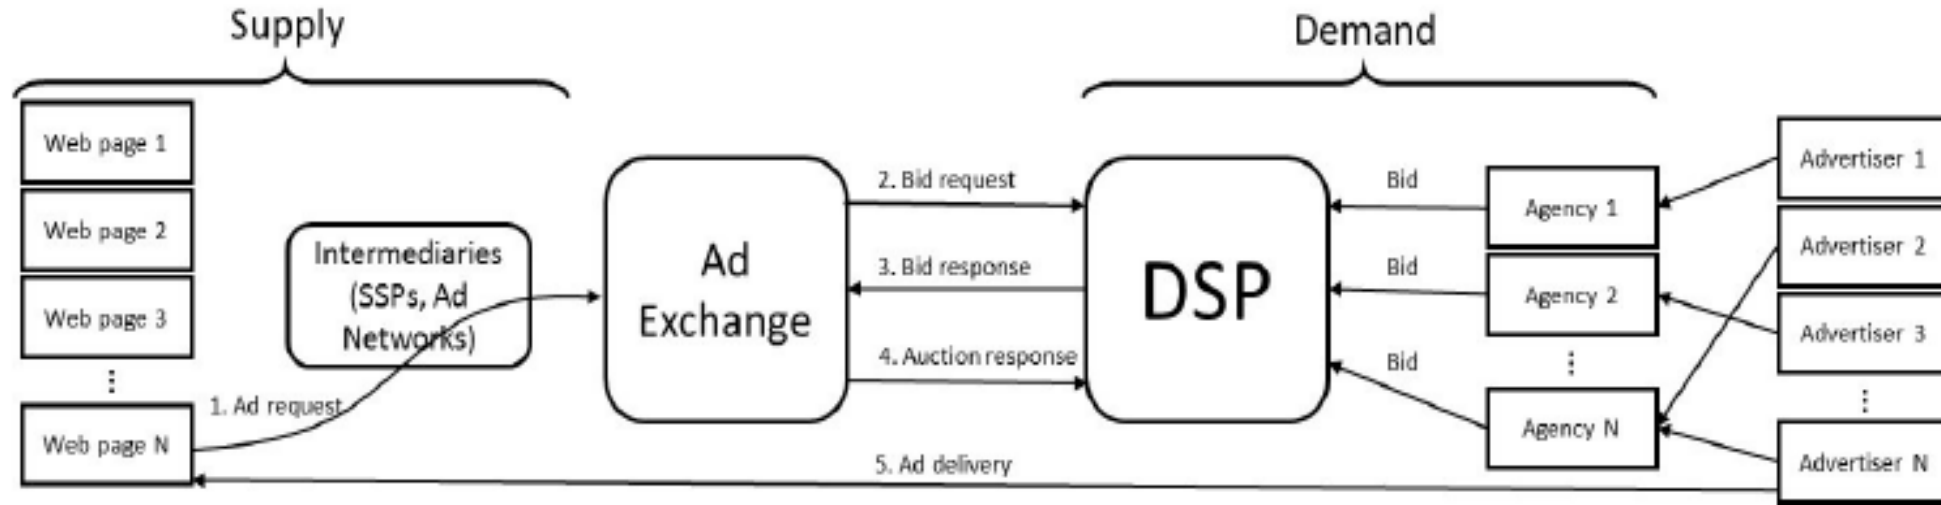 Supply
Demand
Web page 1
Web page 2
Web page 3
⋮
Web page N
Intermediaries
(SSPs, Ad
Networks)
1. Ad request
Ad
Exchange
2. Bid request
3. Bid response
4. Auction response
5. Ad delivery
DSP
Bid
Bid
Bid
Agency 1
Agency 2
⋮
Agency N
Advertiser 1
Advertiser 2
Advertiser 3
⋮
Advertiser N